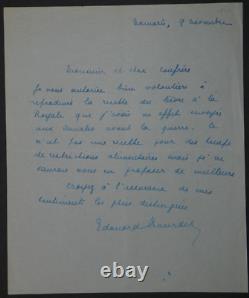 Monsieur et cher confrère
je vous autorise bien volontiers à
reproduire la recette du lièvre à la
Royale que j'avais en effet envoyée
aux Annales avant la guerre. Ce
n'est pas une recette pour des temps
de restrictions alimentaires mais je ne
saurais vous en proposer de meilleure
Croyez à l'assurance de mes
sentiments les plus distingués
Edouard